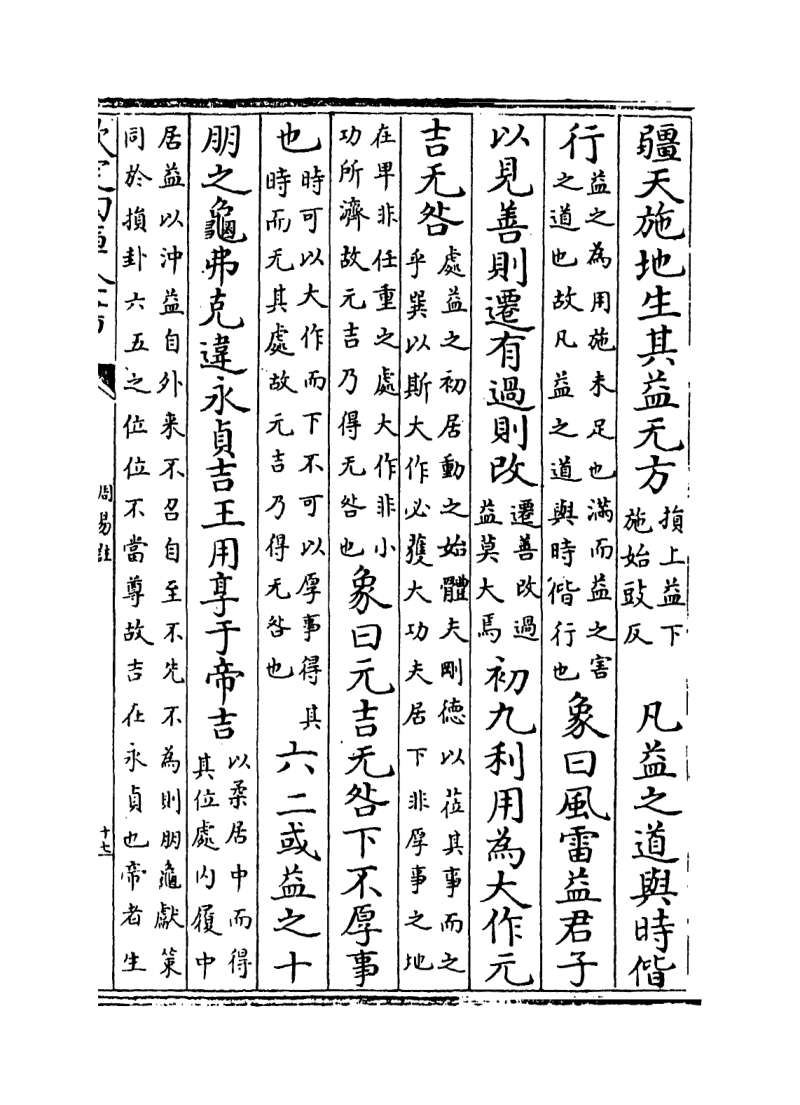 疆天施地生其益无方
損上益下
施始豉反
凡益之道與時偕
行
益之為用施未足也滿而益之害
之道也故凡益之道與時偕行也
象曰風雷益君子
以見善則遷有過則改
遷善改過
益莫大焉
初九利用為大作元
吉无咎
處益之初居動之始體夫剛德以莅其事而之
乎巽以斯大作必獲大功夫居下非厚事之地
在卑非任重之處大作非小
功所濟故元吉乃得无咎也
象曰元吉无咎下不厚事
也
時可以大作而下不可以厚事得其
時而无其處故元吉乃得无咎也
六二或益之十
朋之龜弗克違永貞吉王用享于帝吉
以柔居中而得
其位處内履中
居益以沖益自外來不召自至不先不為則朋龜獻策
同於損卦六五之位位不當尊故吉在永貞也帝者生
周易註
十七